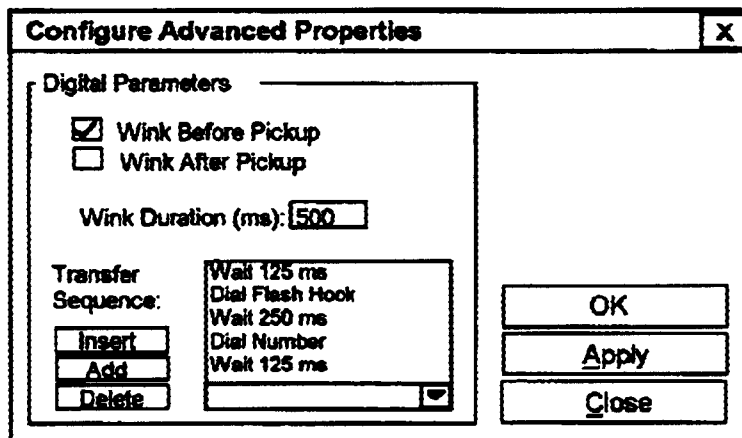 Configure Advanced Properties X
Digital Parameters
Wink Before Pickup
Wink After Pickup
Wink Duration (ms): 500
Transfer
Sequence:
Wait 125 ms
Dial Flash Hook
Wait 250 ms
Dial Number
Wait 125 ms
Insert
Add
Delete
OK
Apply
Close